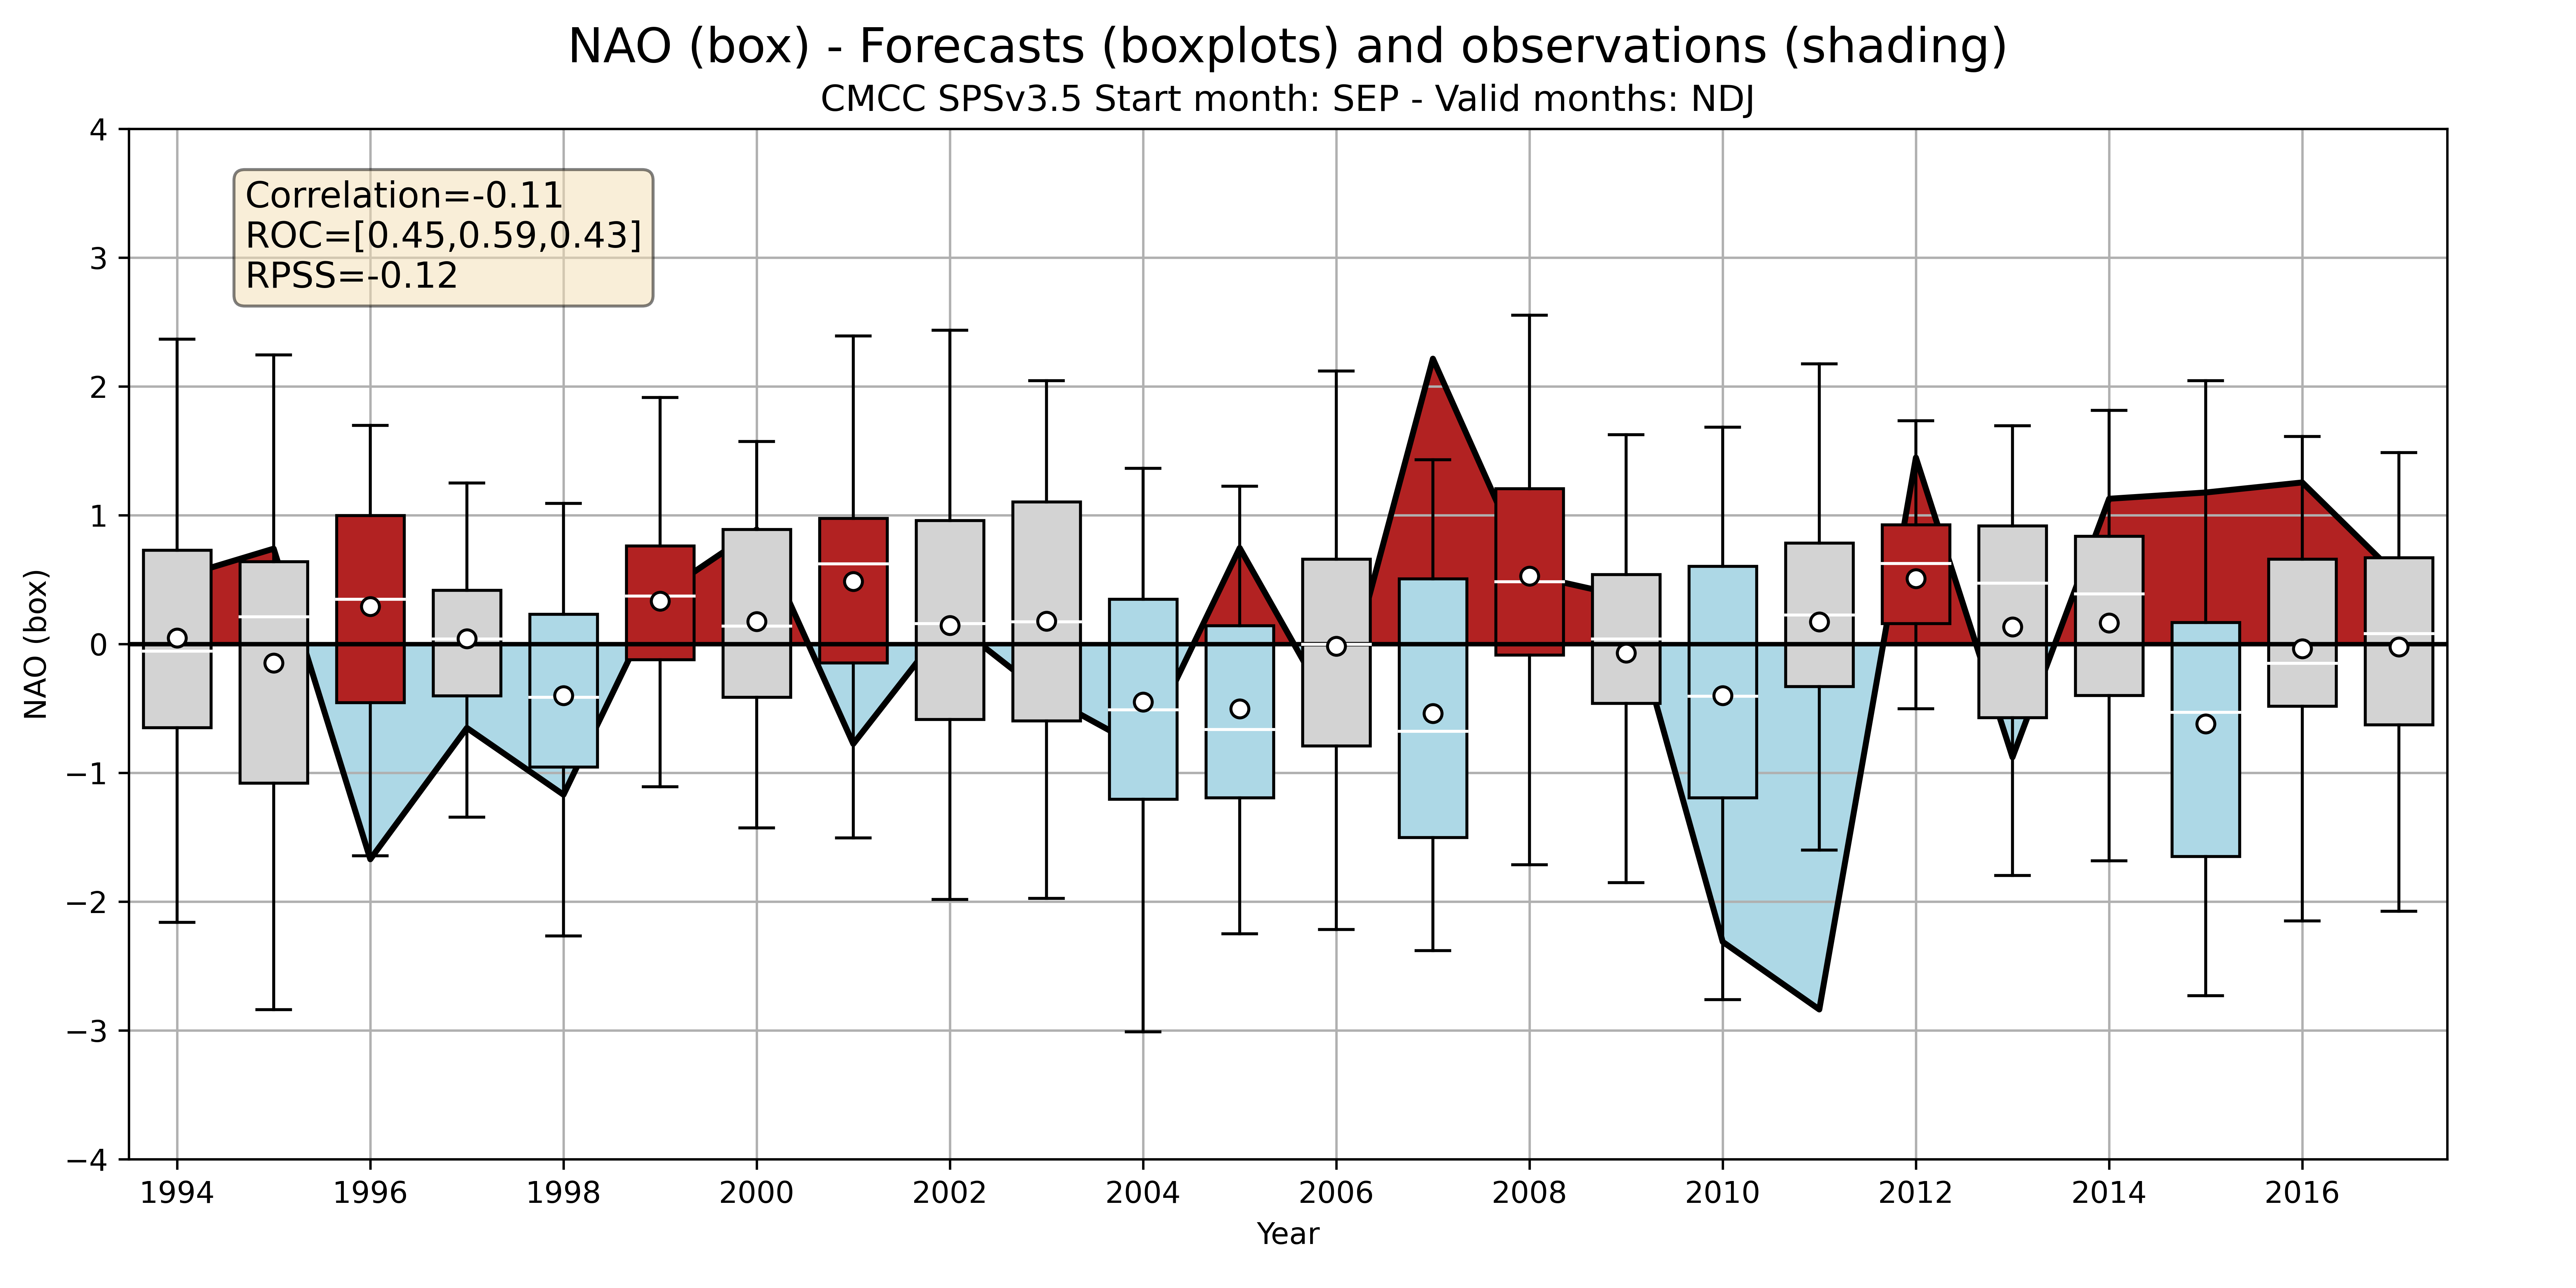 NAO (box) - Forecasts (boxplots) and observations (shading)
CMCC SPSv3.5 Start month: SEP - Valid months: NDJ
Correlation=-0.11
ROC=[0.45,0.59,0.43]
RPSS=-0.12
NAO (box)
4
3
2
1
0
−1
−2
−3
−4
1994 1996 1998 2000 2002 2004 2006 2008 2010 2012 2014 2016
Year